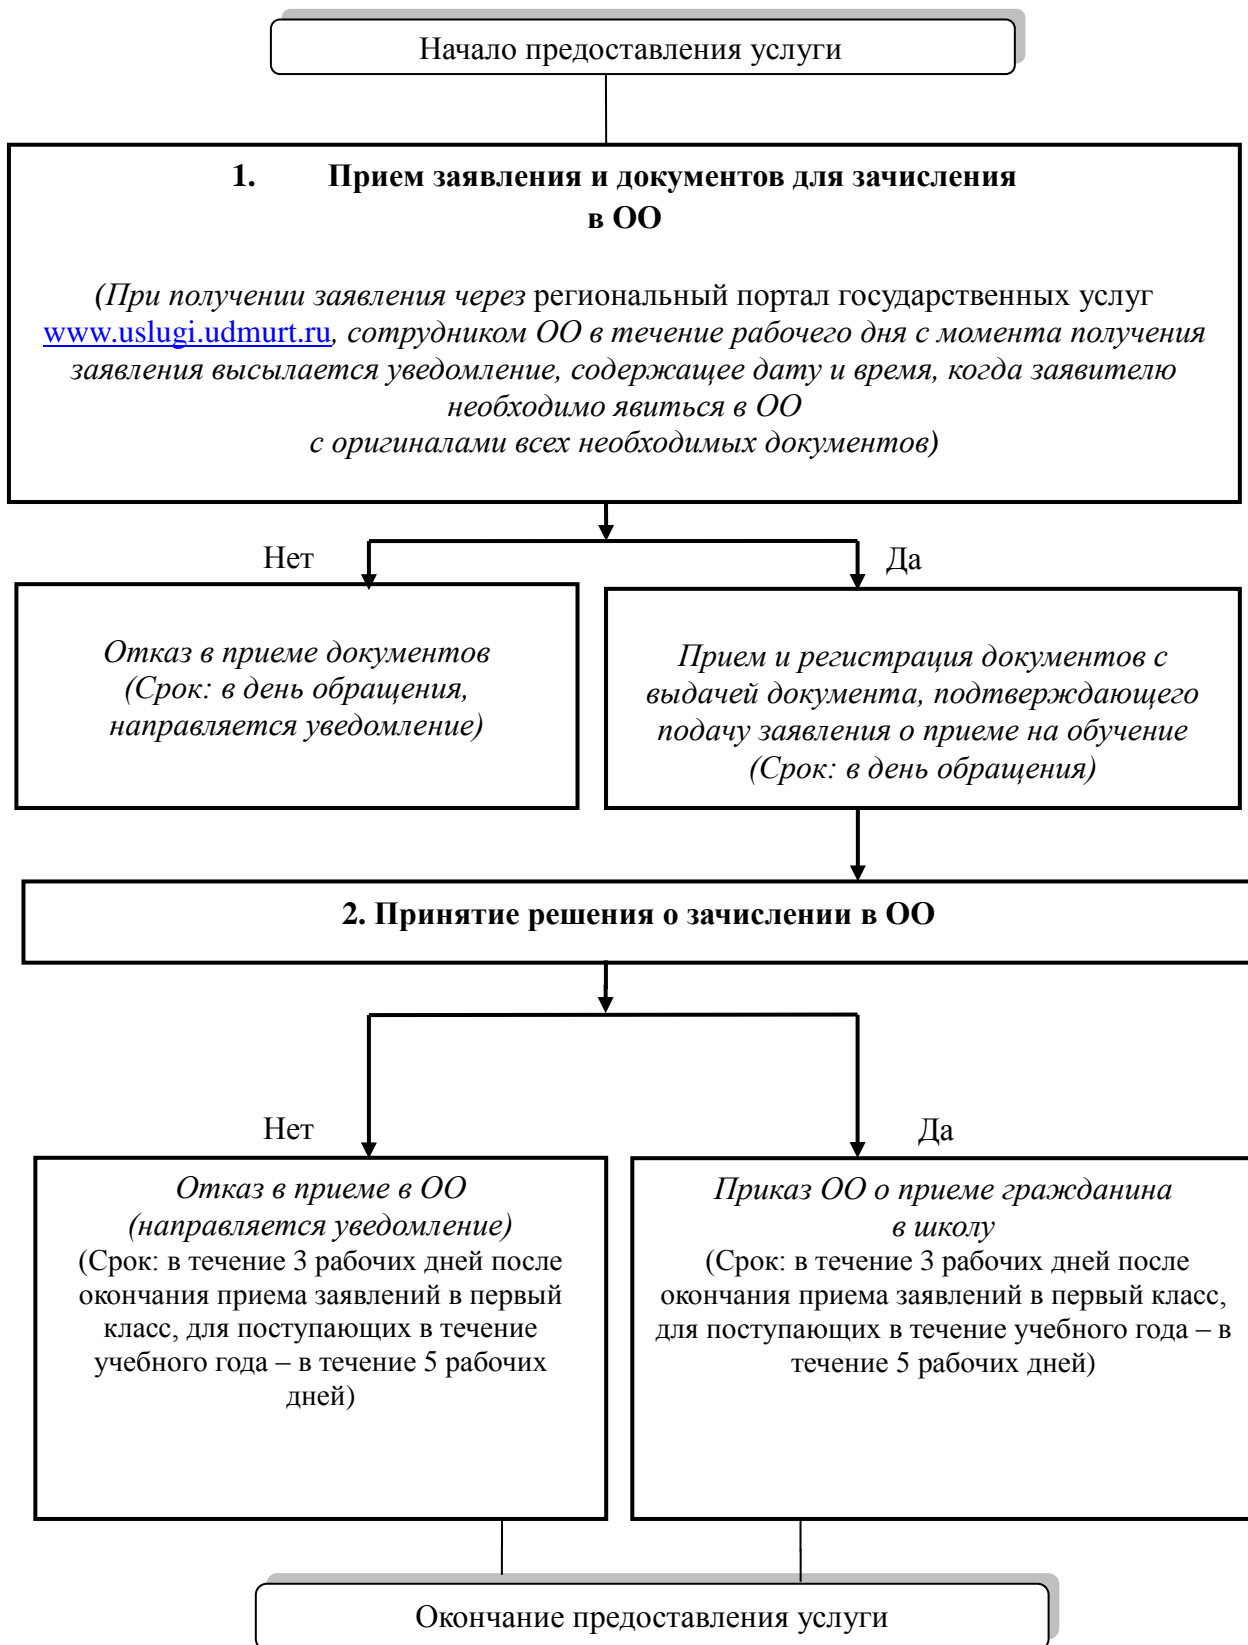 Начало предоставления услуги
1. Прием заявления и документов для зачисления
в ОО
(При получении заявления через региональный портал государственных услуг
www.uslugi.udmurt.ru, сотрудником ОО в течение рабочего дня с момента получения
заявления высылается уведомление, содержащее дату и время, когда заявителю
необходимо явиться в ОО
с оригиналами всех необходимых документов)
Нет
Да
Отказ в приеме документов
(Срок: в день обращения,
направляется уведомление)
Прием и регистрация документов с
выдачей документа, подтверждающего
подачу заявления о приеме на обучение
(Срок: в день обращения)
2. Принятие решения о зачислении в ОО
Нет
Да
Отказ в приеме в ОО
(направляется уведомление)
(Срок: в течение 3 рабочих дней после
окончания приема заявлений в первый
класс, для поступающих в течение
учебного года – в течение 5 рабочих
дней)
Приказ ОО о приеме гражданина
в школу
(Срок: в течение 3 рабочих дней после
окончания приема заявлений в первый класс,
для поступающих в течение учебного года – в
течение 5 рабочих дней)
Окончание предоставления услуги